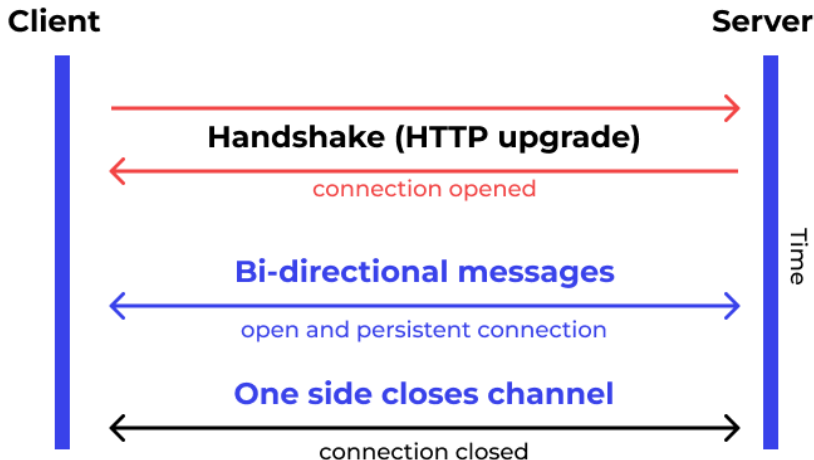 Client
Server
Handshake (HTTP upgrade)
connection opened
Time
Bi-directional messages
open and persistent connection
One side closes channel
connection closed